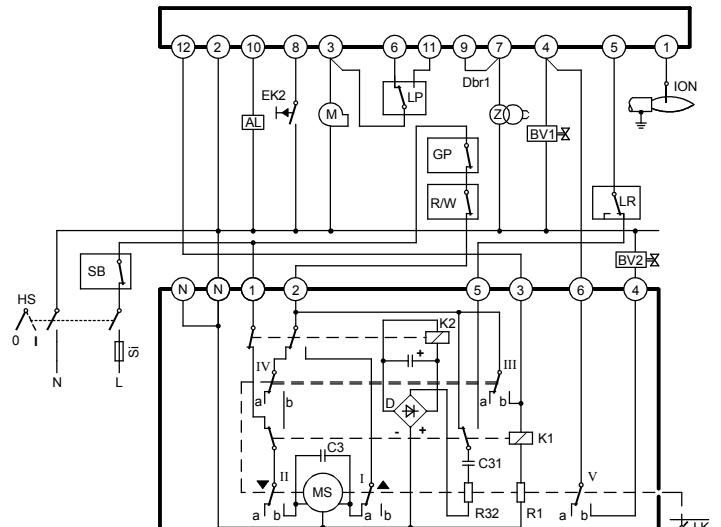 12 2 10 8 3 6 11 9 7 4 5 1
Dbr1
ION
EK2
LP
AL
M
Z
BV1
GP
R/W
LR
SB
BV2
HS
N N 1 2 5 3 6 4
0 I
Si
K2
+
IV
III
N L
a b
D
a b
- +
K1
C3
C31
II
I
V
MS
a b
a b
R32
R1
a b